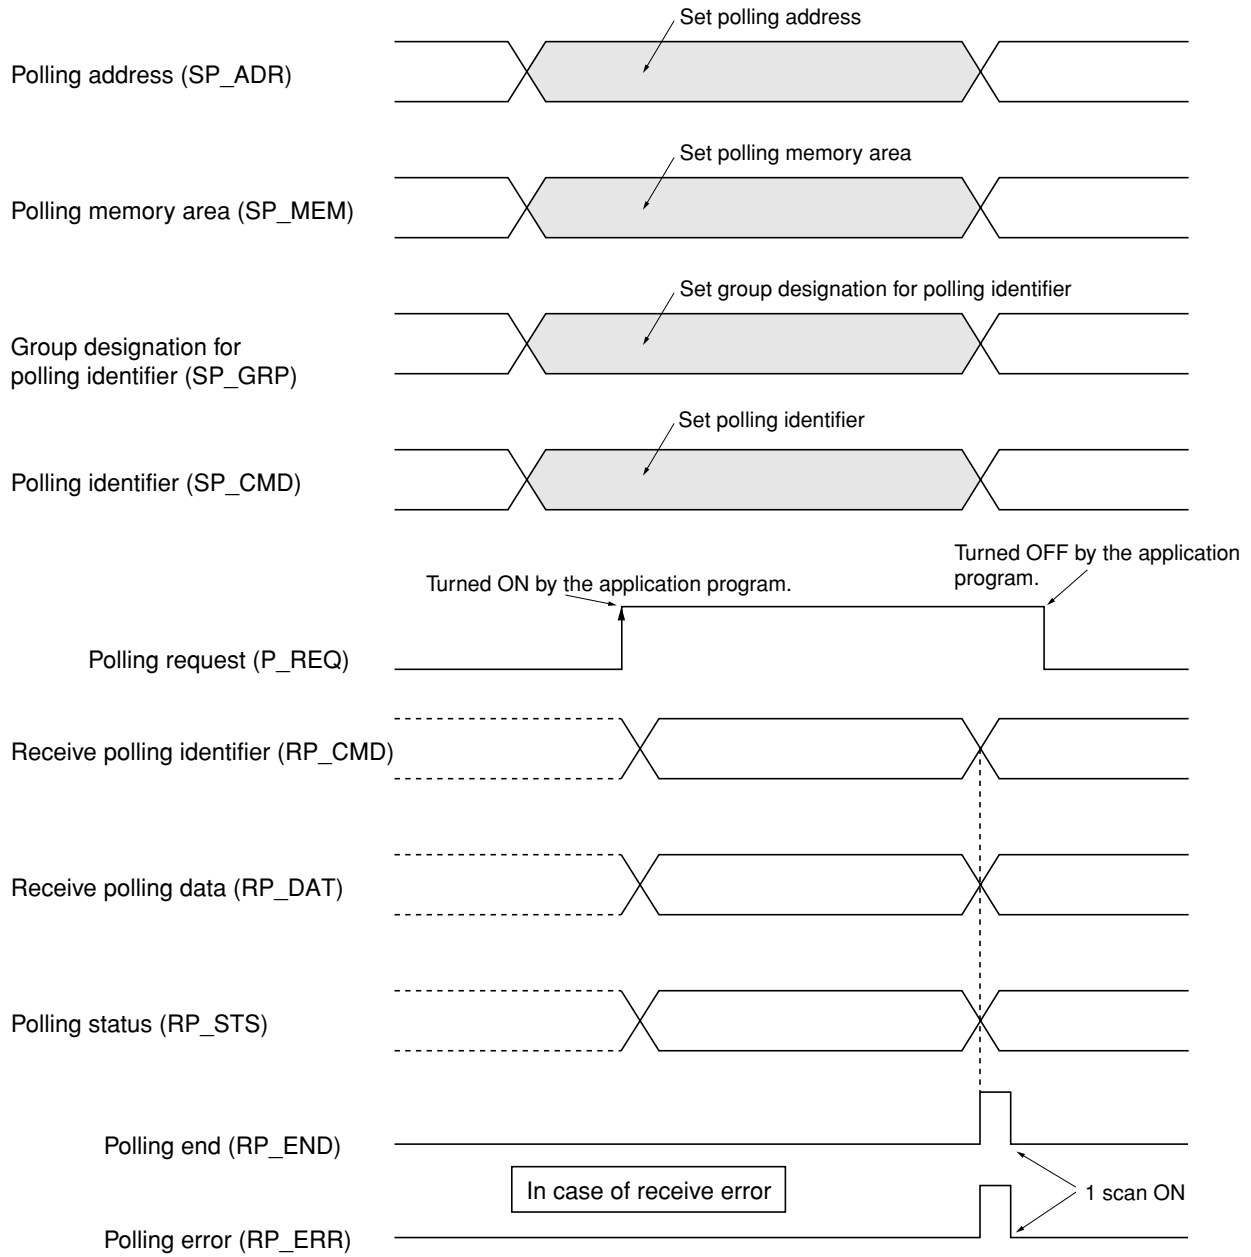 Set polling address
Polling address (SP_ADR)
Set polling memory area
Polling memory area (SP_MEM)
Set group designation for polling identifier
Group designation for
polling identifier (SP_GRP)
Set polling identifier
Polling identifier (SP_CMD)
Turned OFF by the application
program.
Turned ON by the application program.
Polling request (P_REQ)
Receive polling identifier (RP_CMD)
Receive polling data (RP_DAT)
Polling status (RP_STS)
Polling end (RP_END)
In case of receive error
1 scan ON
Polling error (RP_ERR)